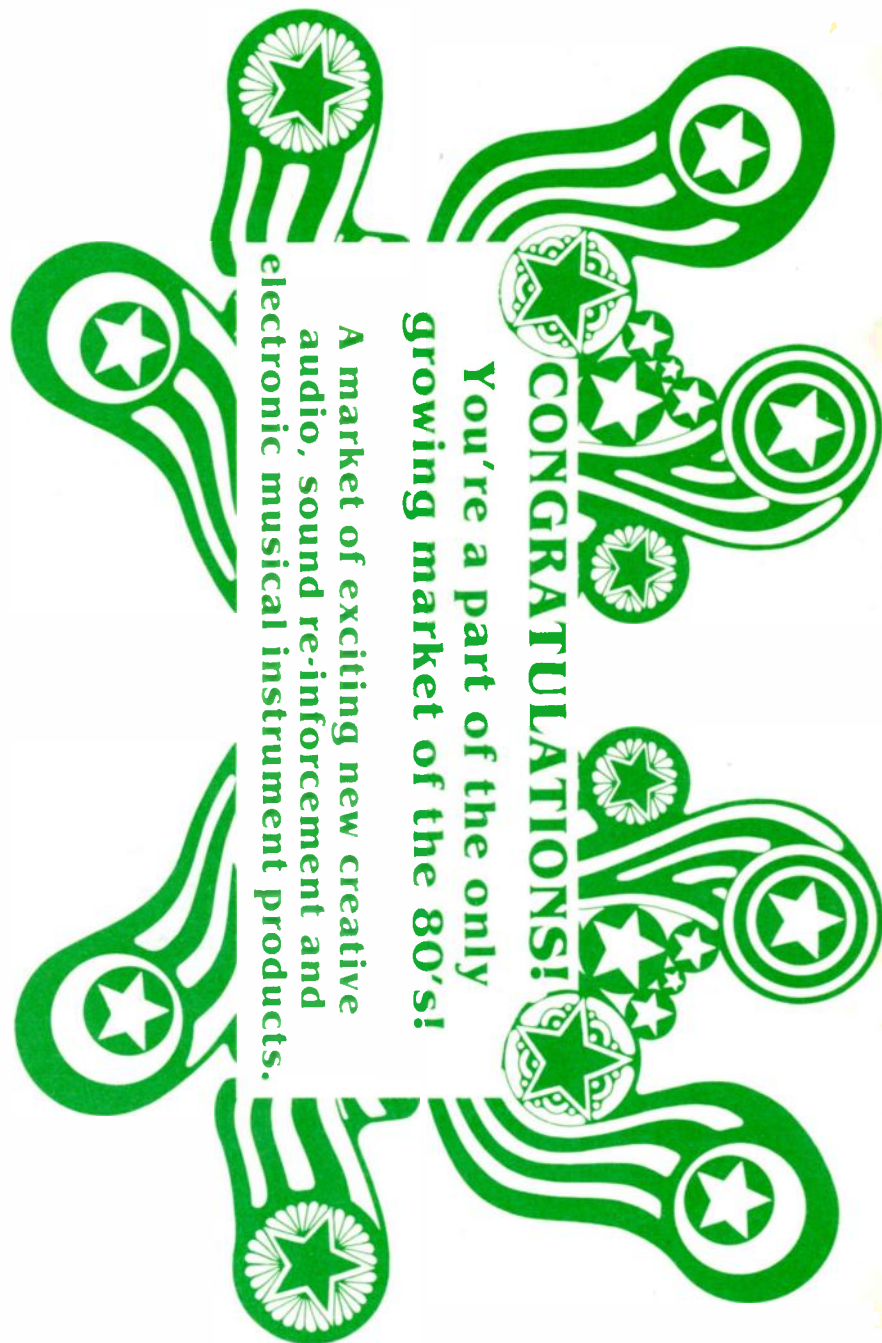 CONGRATULATIONS!
You're a part of the only
growing market of the 80's!
A market of exciting new creative
audio, sound re-inforcement and
electronic musical instrument products.